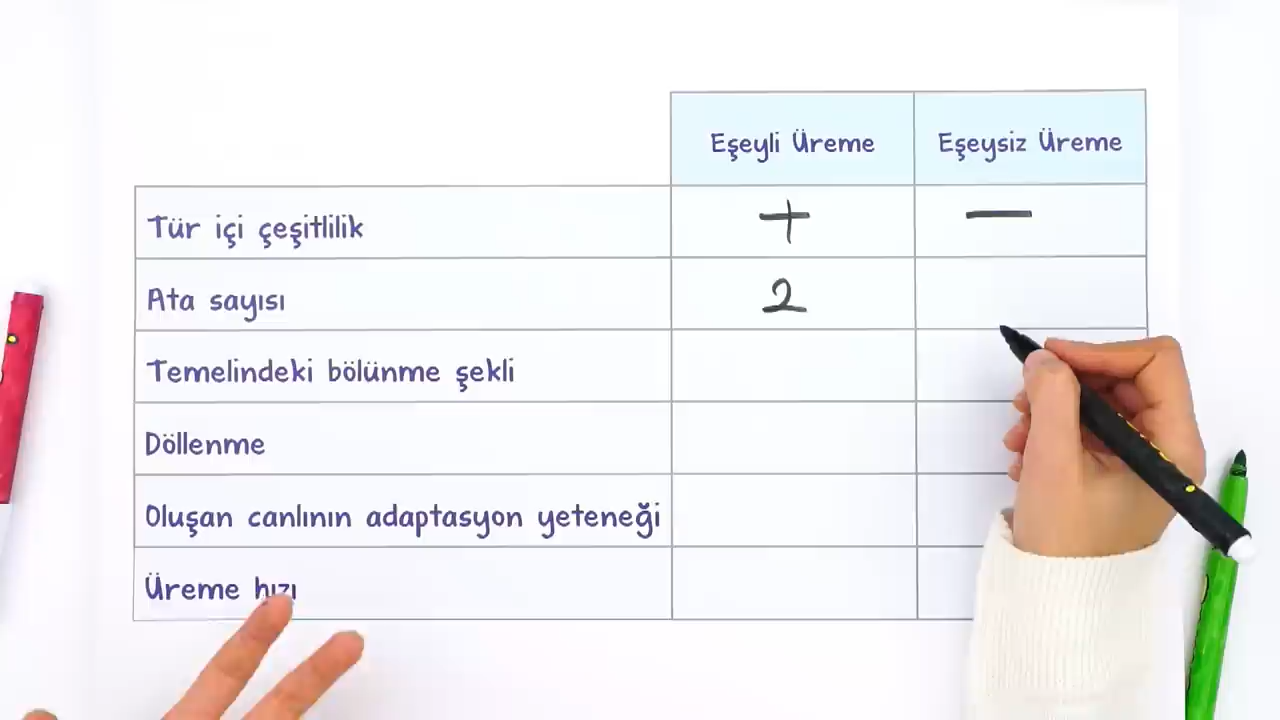 Eşeyli Üreme Eşeysiz Üreme
Tür içi çeşitlilik + −
Ata sayısı 2
Temelindeki bölünme şekli
Döllenme
Oluşan canlının adaptasyon yeteneği
Üreme hızı